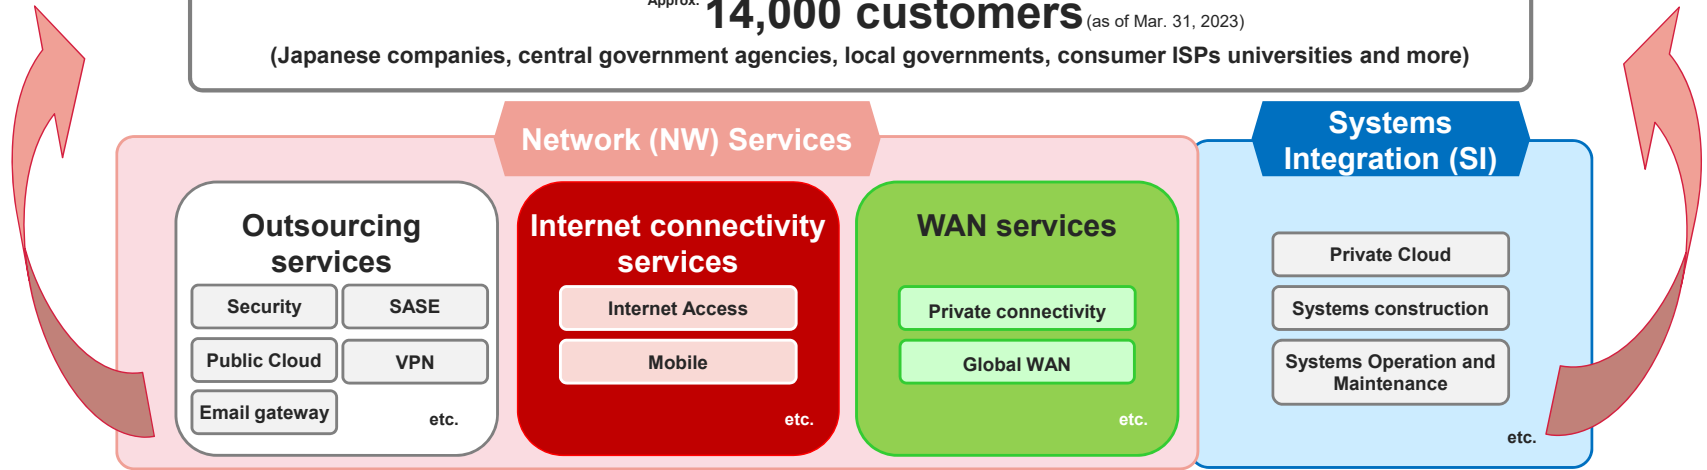 Approx. 14,000 customers (as of Mar. 31, 2023)
(Japanese companies, central government agencies, local governments, consumer ISPs universities and more)
Network (NW) Services
Outsourcing
services
Security
SASE
Public Cloud
VPN
Email gateway
etc.
Internet connectivity
services
Internet Access
Mobile
etc.
WAN services
Private connectivity
Global WAN
etc.
Systems
Integration (SI)
Private Cloud
Systems construction
Systems Operation and
Maintenance
etc.